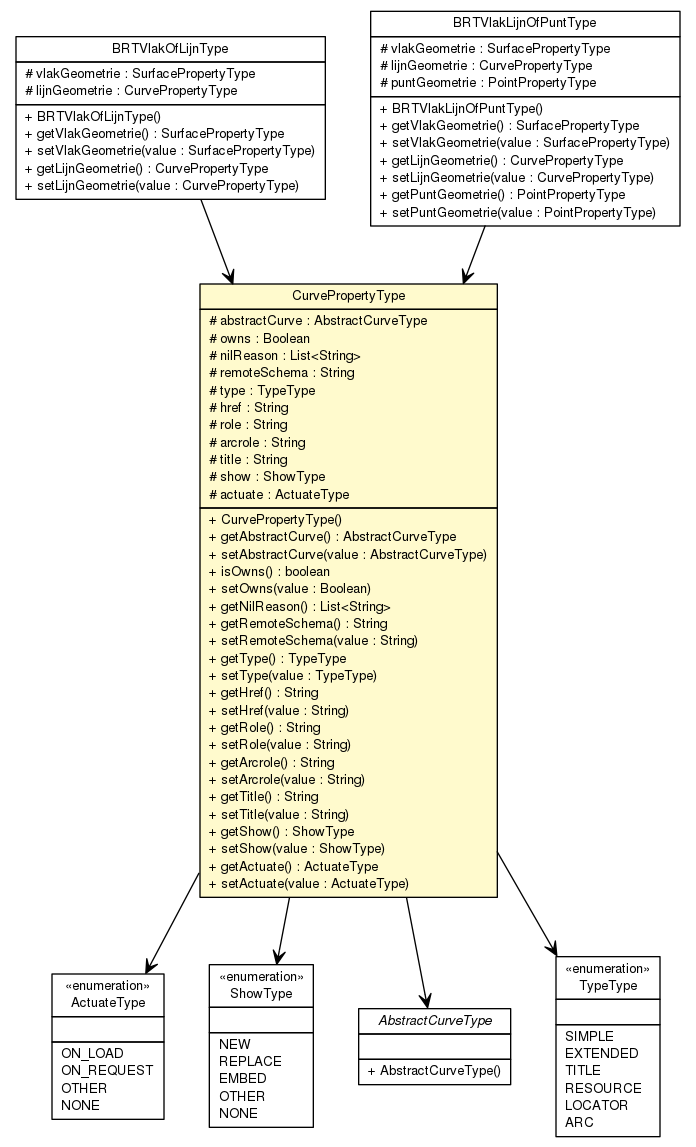 BRTVlakOfLijnType
# vlakGeometrie : SurfacePropertyType
# lijnGeometrie : CurvePropertyType
+ BRTVlakOfLijnType()
+ getVlakGeometrie() : SurfacePropertyType
+ setVlakGeometrie(value : SurfacePropertyType)
+ getLijnGeometrie() : CurvePropertyType
+ setLijnGeometrie(value : CurvePropertyType)
BRTVlakLijnOfPuntType
# vlakGeometrie : SurfacePropertyType
# lijnGeometrie : CurvePropertyType
# puntGeometrie : PointPropertyType
+ BRTVlakLijnOfPuntType()
+ getVlakGeometrie() : SurfacePropertyType
+ setVlakGeometrie(value : SurfacePropertyType)
+ getLijnGeometrie() : CurvePropertyType
+ setLijnGeometrie(value : CurvePropertyType)
+ getPuntGeometrie() : PointPropertyType
+ setPuntGeometrie(value : PointPropertyType)
CurvePropertyType
# abstractCurve : AbstractCurveType
# owns : Boolean
# nilReason : List<String>
# remoteSchema : String
# type : TypeType
# href : String
# role : String
# arcrole : String
# title : String
# show : ShowType
# actuate : ActuateType
+ CurvePropertyType()
+ getAbstractCurve() : AbstractCurveType
+ setAbstractCurve(value : AbstractCurveType)
+ isOwns() : boolean
+ setOwns(value : Boolean)
+ getNilReason() : List<String>
+ getRemoteSchema() : String
+ setRemoteSchema(value : String)
+ getType() : TypeType
+ setType(value : TypeType)
+ getHref() : String
+ setHref(value : String)
+ getRole() : String
+ setRole(value : String)
+ getArcrole() : String
+ setArcrole(value : String)
+ getTitle() : String
+ setTitle(value : String)
+ getShow() : ShowType
+ setShow(value : ShowType)
+ getActuate() : ActuateType
+ setActuate(value : ActuateType)
«enumeration»
ActuateType
ON_LOAD
ON_REQUEST
OTHER
NONE
«enumeration»
ShowType
NEW
REPLACE
EMBED
OTHER
NONE
AbstractCurveType
+ AbstractCurveType()
«enumeration»
TypeType
SIMPLE
EXTENDED
TITLE
RESOURCE
LOCATOR
ARC